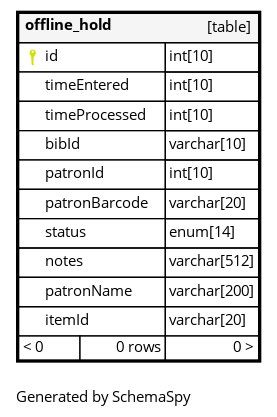 offline_hold [table]
id int[10]
timeEntered int[10]
timeProcessed int[10]
bibId varchar[10]
patronId int[10]
patronBarcode varchar[20]
status enum[14]
notes varchar[512]
patronName varchar[200]
itemId varchar[20]
< 0 0 rows 0 >
Generated by SchemaSpy